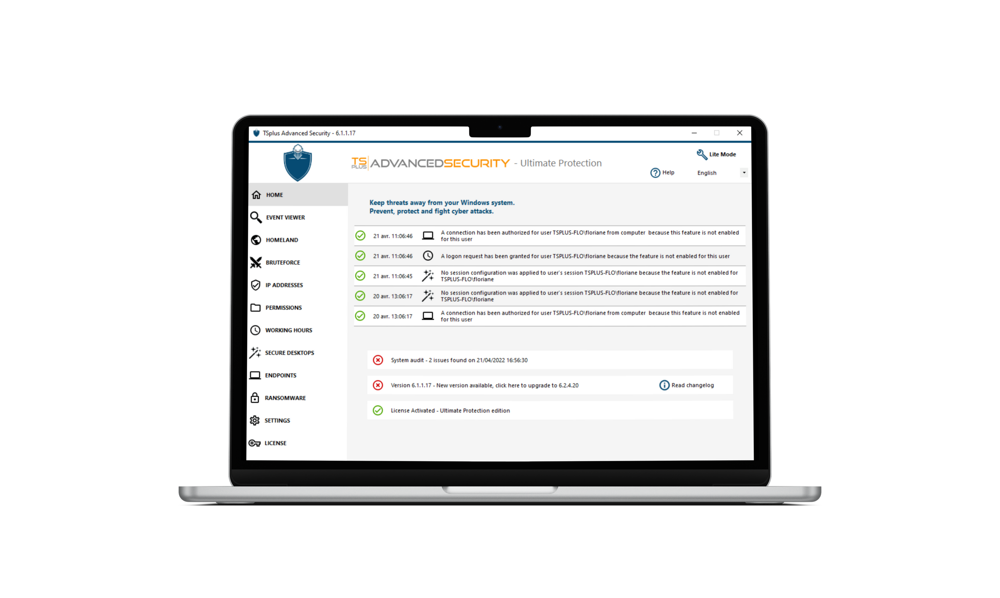 TSplus Advanced Security - 6.1.1.17
Lite Mode
TS PLUS ADVANCEDSECURITY - Ultimate Protection
Help
English
HOME
EVENT VIEWER
HOMELAND
BRUTEFORCE
IP ADDRESSES
PERMISSIONS
WORKING HOURS
SECURE DESKTOPS
ENDPOINTS
RANSOMWARE
SETTINGS
LICENSE
Keep threats away from your Windows system.
Prevent, protect and fight cyber attacks.
21 avr. 11:06:46
A connection has been authorized for user TSPLUS-FLO\floriane from computer  because this feature is not enabled
for this user
21 avr. 11:06:46
A logon request has been granted for user TSPLUS-FLO\floriane because the feature is not enabled for this user
21 avr. 11:06:45
No session configuration was applied to user's session TSPLUS-FLO\floriane because the feature is not enabled for
TSPLUS-FLO\floriane
20 avr. 13:06:17
No session configuration was applied to user's session TSPLUS-FLO\floriane because the feature is not enabled for
TSPLUS-FLO\floriane
20 avr. 13:06:17
A connection has been authorized for user TSPLUS-FLO\floriane from computer  because this feature is not enabled
for this user
System audit - 2 issues found on 21/04/2022 16:56:30
Version 6.1.1.17 - New version available, click here to upgrade to 6.2.4.20
Read changelog
License Activated - Ultimate Protection edition